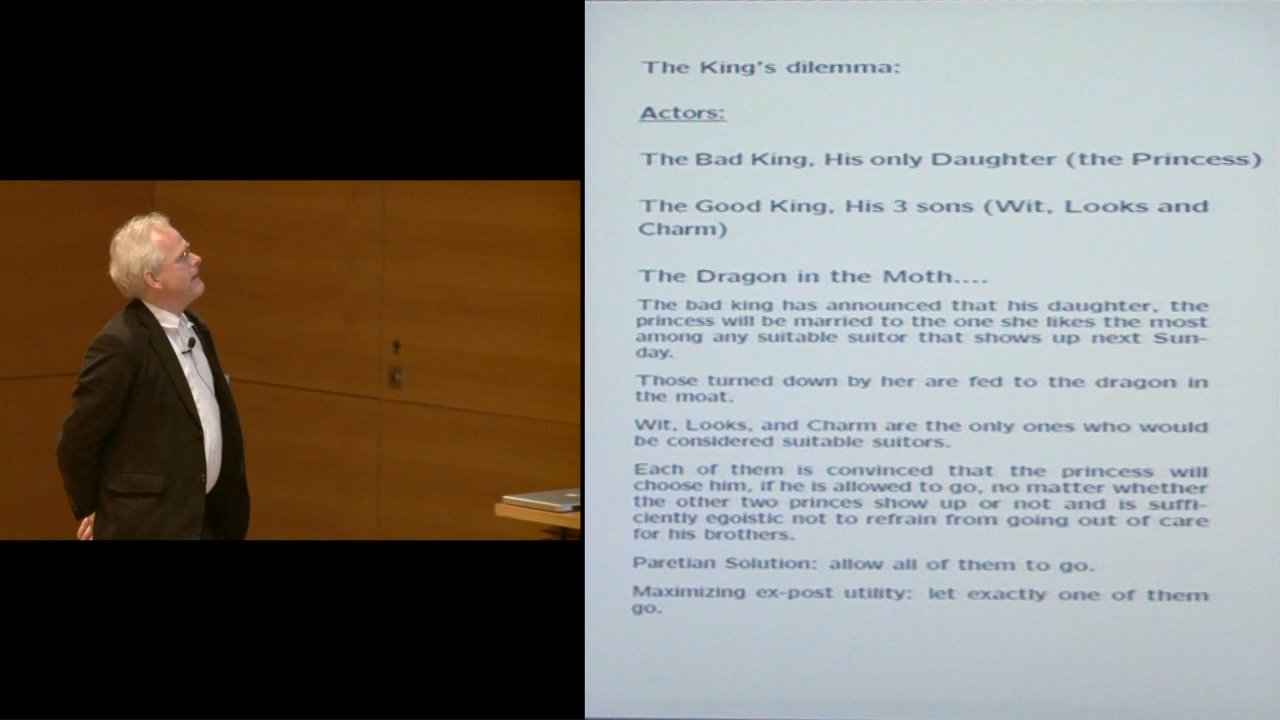 The King's dilemma:
Actors:
The Bad King, His only Daughter (the Princess)
The Good King, His 3 sons (Wit, Looks and
Charm)
The Dragon in the Moth....
The bad king has announced that his daughter, the
princess will be married to the one she likes the most
among any suitable suitor that shows up next Sun-
day.
Those turned down by her are fed to the dragon in
the moat.
Wit, Looks, and Charm are the only ones who would
be considered suitable suitors.
Each of them is convinced that the princess will
choose him, if he is allowed to go, no matter whether
the other two princes show up or not and is suffi-
ciently egoistic not to refrain from going out of care
for his brothers.
Paretian Solution: allow all of them to go.
Maximizing ex-post utility: let exactly one of them
go.